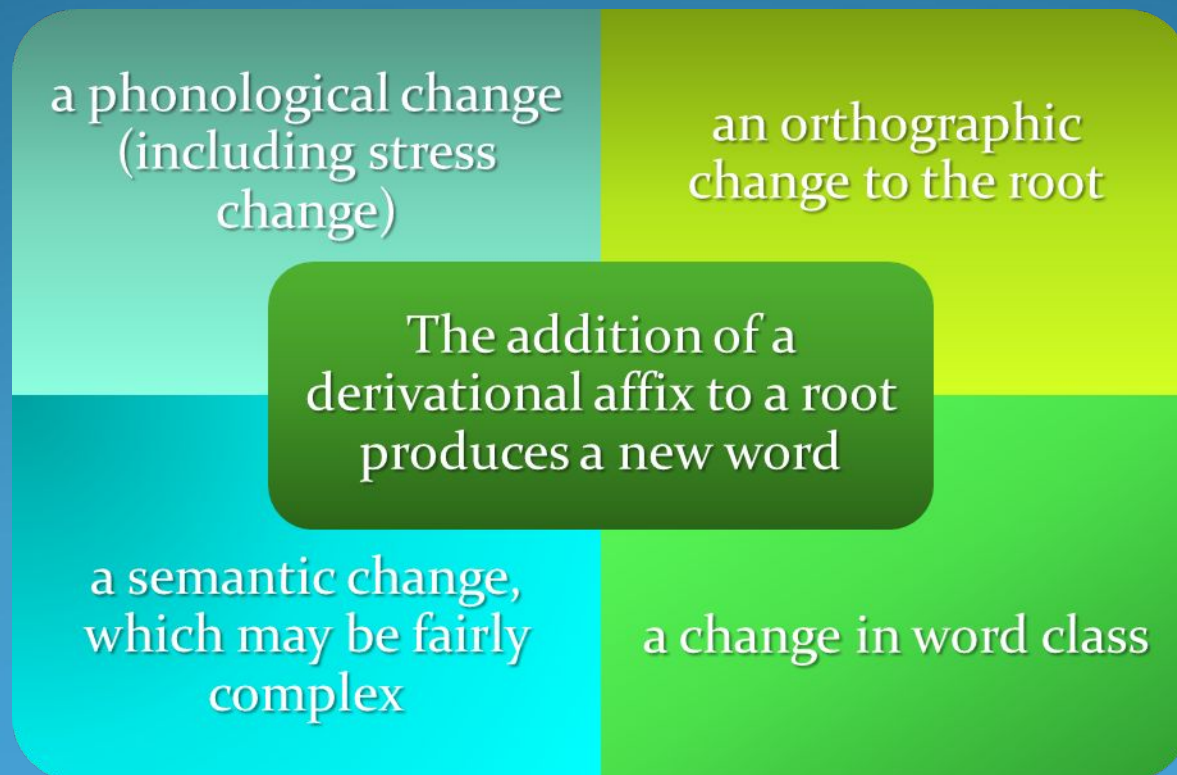 a phonological change
(including stress
change)
an orthographic
change to the root
The addition of a
derivational affix to a root
produces a new word
a semantic change,
which may be fairly
complex
a change in word class